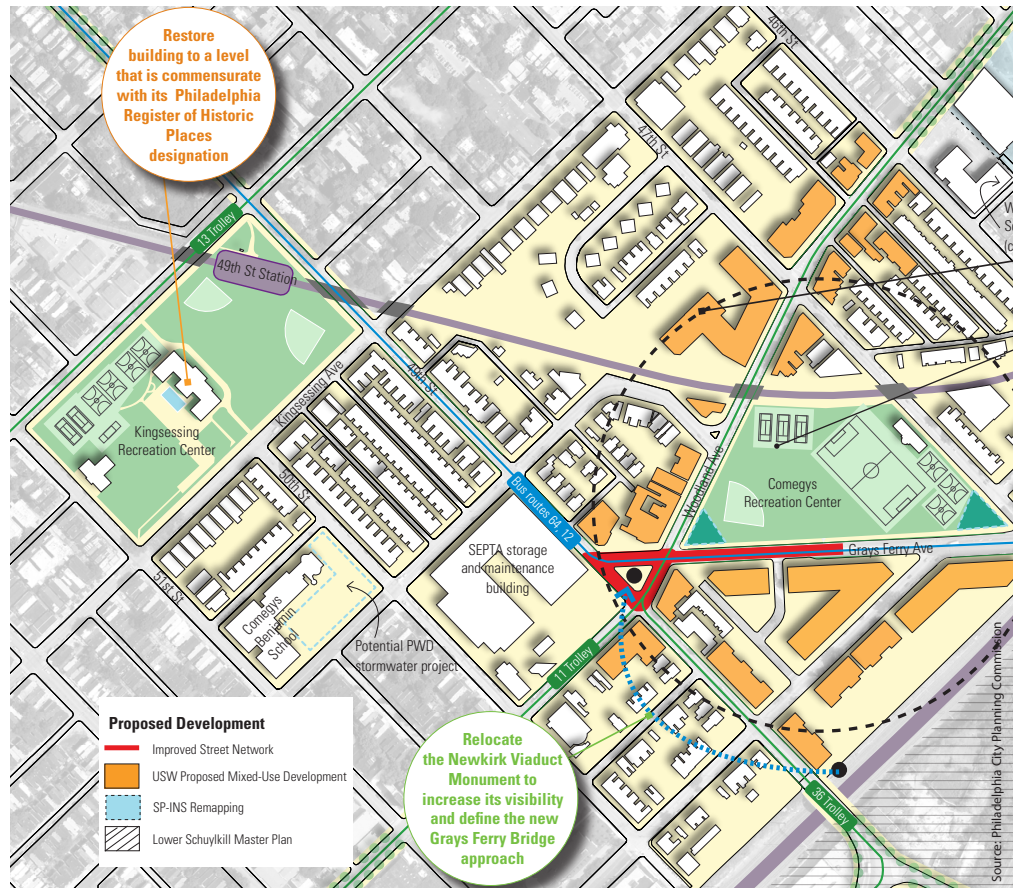 Restore
building to a level
that is commensurate
with its Philadelphia
Register of Historic
Places
designation
46th St
47th St
13 Trolley
49th St Station
Kingsessing Ave
49th St
Kingsessing
Recreation Center
50th St
Bus routes 64, 12
Woodland Ave
Comegys
Recreation Center
Grays Ferry Ave
SEPTA storage
and maintenance
building
51st St
Comegys
Benjamin
School
Potential PWD
stormwater project
11 Trolley
36 Trolley
Relocate
the Newkirk Viaduct
Monument to
increase its visibility
and define the new
Grays Ferry Bridge
approach
Proposed Development
Improved Street Network
USW Proposed Mixed-Use Development
SP-INS Remapping
Lower Schuylkill Master Plan
Source: Philadelphia City Planning Commission